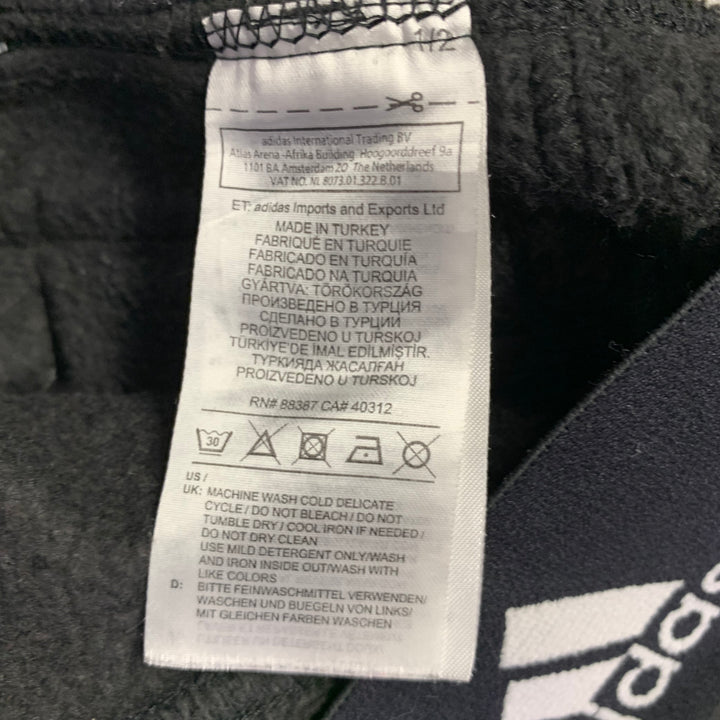 1/2
adidas International Trading BV
Atlas Arena -Afrika Building Hoogoorddreef 9a
1101 BA Amsterdam ZO The Netherlands
VAT NO. NL 8073.01.322.B.01
ET: adidas Imports and Exports Ltd
MADE IN TURKEY
FABRIQUÉ EN TURQUIE
FABRICADO EN TURQUÍA
FABRICADO NA TURQUIA
GYÁRTVA: TÖRÖKORSZÁG
ПРОИЗВЕДЕНО В ТУРЦИЯ
СДЕЛАНО В ТУРЦИИ
PROIZVEDENO U TURSKOJ
TÜRKİYE'DE İMAL EDİLMİŞTİR.
ТҮРКИЯДА ЖАСАЛҒАН
PROIZVEDENO U TURSKOJ
RN# 88387 CA# 40312
30
US /
UK: MACHINE WASH COLD DELICATE
CYCLE / DO NOT BLEACH / DO NOT
TUMBLE DRY / COOL IRON IF NEEDED /
DO NOT DRY CLEAN
USE MILD DETERGENT ONLY/WASH
AND IRON INSIDE OUT/WASH WITH
LIKE COLORS
D: BITTE FEINWASCHMITTEL VERWENDEN/
WASCHEN UND BUEGELN VON LINKS/
MIT GLEICHEN FARBEN WASCHEN
adidas